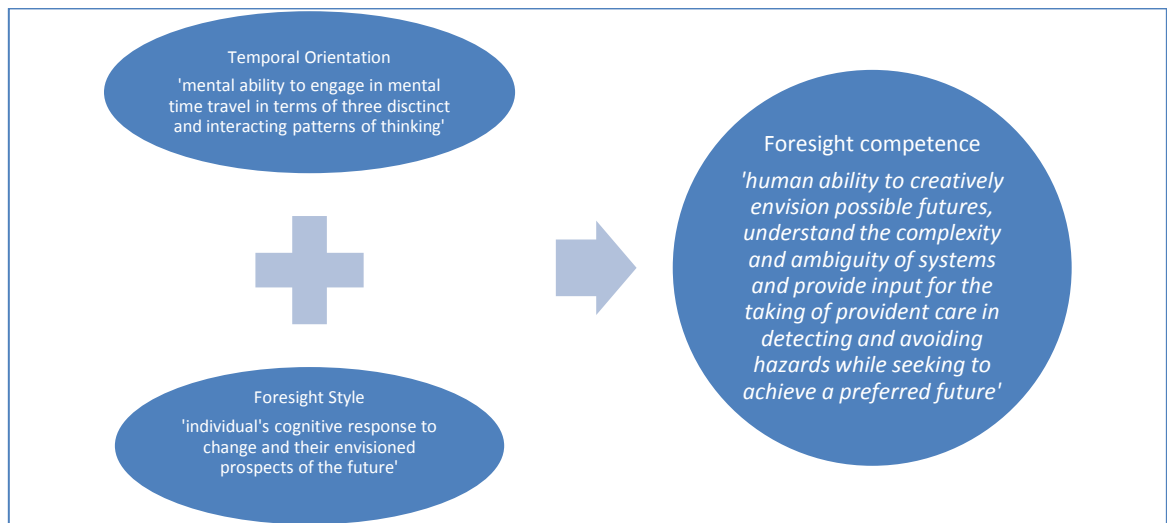 Temporal Orientation
'mental ability to engage in mental
time travel in terms of three disctinct
and interacting patterns of thinking'
Foresight Style
'individual's cognitive response to
change and their envisioned
prospects of the future'
Foresight competence
'human ability to creatively
envision possible futures,
understand the complexity
and ambiguity of systems
and provide input for the
taking of provident care in
detecting and avoiding
hazards while seeking to
achieve a preferred future'